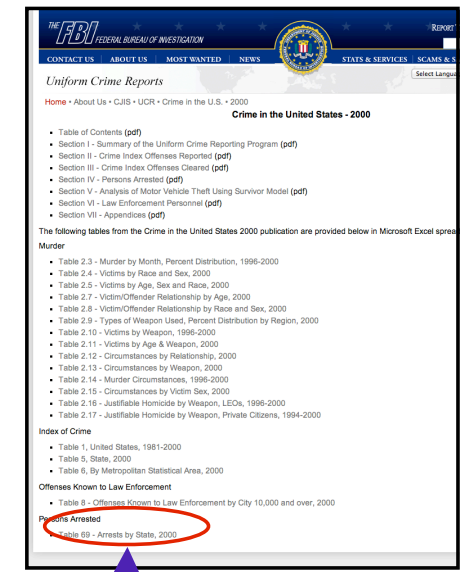 THE FBI FEDERAL BUREAU OF INVESTIGATION
REPORT
CONTACT US ABOUT US MOST WANTED NEWS STATS & SERVICES SCAMS & S
Select Langua
Uniform Crime Reports
Home • About Us • CJIS • UCR • Crime in the U.S. • 2000
Crime in the United States - 2000
Table of Contents (pdf)
Section I - Summary of the Uniform Crime Reporting Program (pdf)
Section II - Crime Index Offenses Reported (pdf)
Section III - Crime Index Offenses Cleared (pdf)
Section IV - Persons Arrested (pdf)
Section V - Analysis of Motor Vehicle Theft Using Survivor Model (pdf)
Section VI - Law Enforcement Personnel (pdf)
Section VII - Appendices (pdf)
The following tables from the Crime in the United States 2000 publication are provided below in Microsoft Excel sprea
Murder
Table 2.3 - Murder by Month, Percent Distribution, 1996-2000
Table 2.4 - Victims by Race and Sex, 2000
Table 2.5 - Victims by Age, Sex and Race, 2000
Table 2.7 - Victim/Offender Relationship by Age, 2000
Table 2.8 - Victim/Offender Relationship by Race and Sex, 2000
Table 2.9 - Types of Weapon Used, Percent Distribution by Region, 2000
Table 2.10 - Victims by Weapon, 1996-2000
Table 2.11 - Victims by Age & Weapon, 2000
Table 2.12 - Circumstances by Relationship, 2000
Table 2.13 - Circumstances by Weapon, 2000
Table 2.14 - Murder Circumstances, 1996-2000
Table 2.15 - Circumstances by Victim Sex, 2000
Table 2.16 - Justifiable Homicide by Weapon, LEOs, 1996-2000
Table 2.17 - Justifiable Homicide by Weapon, Private Citizens, 1994-2000
Index of Crime
Table 1, United States, 1981-2000
Table 5, State, 2000
Table 6, By Metropolitan Statistical Area, 2000
Offenses Known to Law Enforcement
Table 8 - Offenses Known to Law Enforcement by City 10,000 and over, 2000
Persons Arrested
Table 69 - Arrests by State, 2000